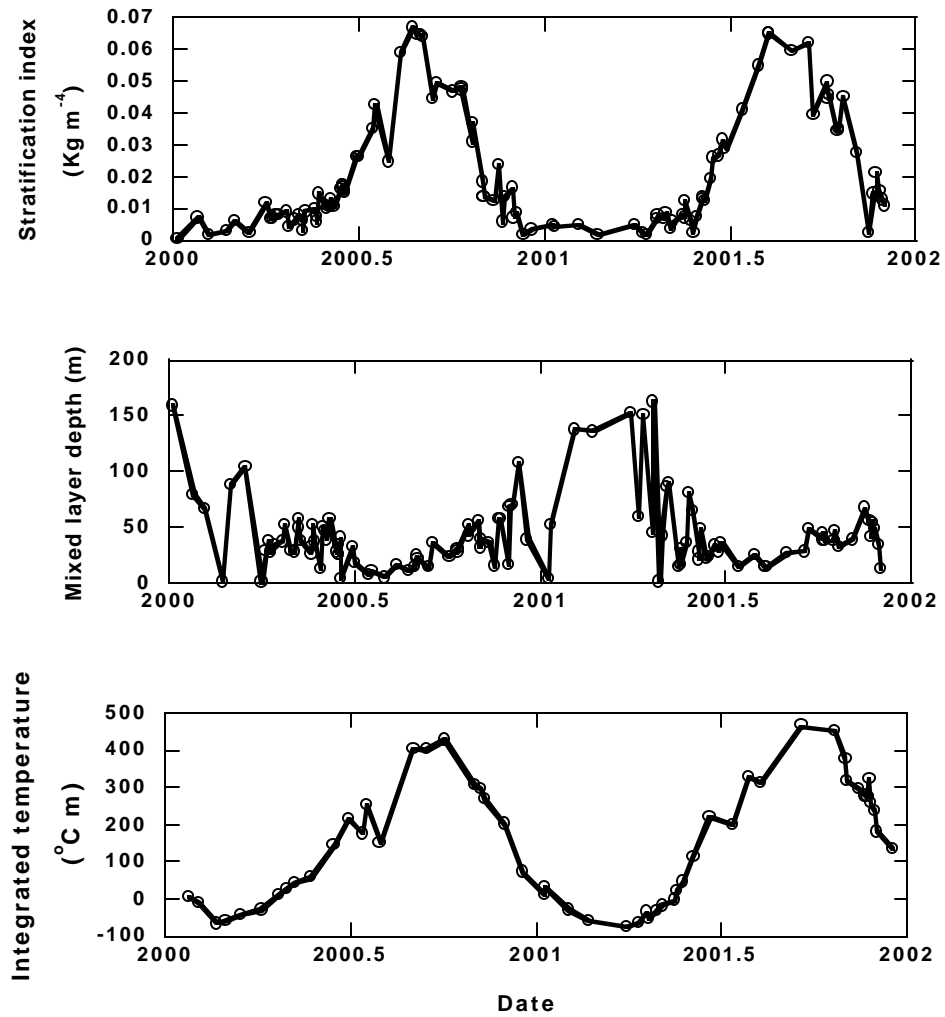 Stratification index
(Kg m-4)
0.07
0.06
0.05
0.04
0.03
0.02
0.01
0
2000 2000.5 2001 2001.5 2002
Mixed layer depth (m)
200
150
100
50
0
2000 2000.5 2001 2001.5 2002
Integrated temperature
(oC m)
500
400
300
200
100
0
-100
2000 2000.5 2001 2001.5 2002
Date